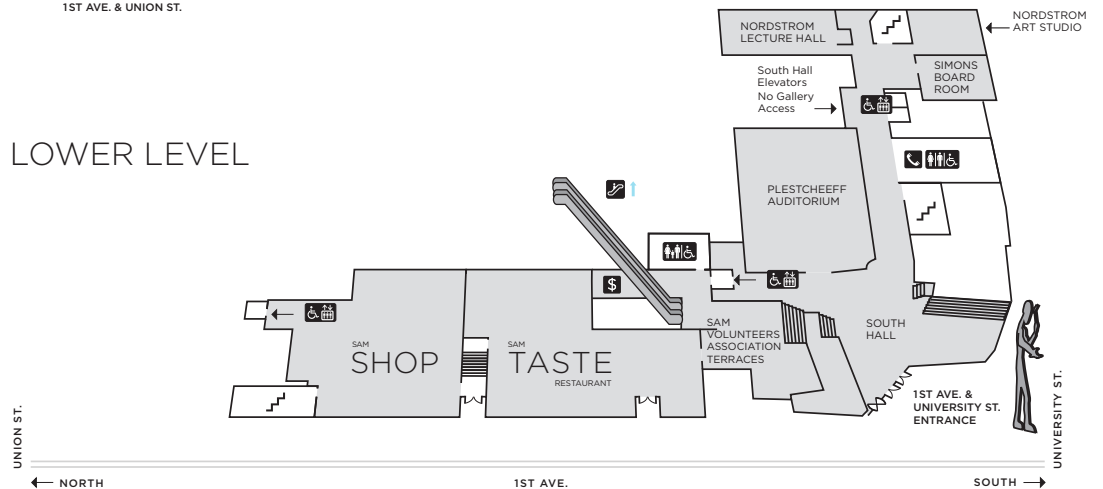 1ST AVE. & UNION ST.
NORDSTROM
LECTURE HALL
NORDSTROM
ART STUDIO
SIMONS
BOARD
ROOM
South Hall
Elevators
No Gallery
Access
LOWER LEVEL
PLESTCHEEFF
AUDITORIUM
$
SAM
SHOP
SAM
TASTE
RESTAURANT
SAM
VOLUNTEERS
ASSOCIATION
TERRACES
SOUTH
HALL
1ST AVE. &
UNIVERSITY ST.
ENTRANCE
UNION ST.
UNIVERSITY ST.
NORTH
1ST AVE.
SOUTH